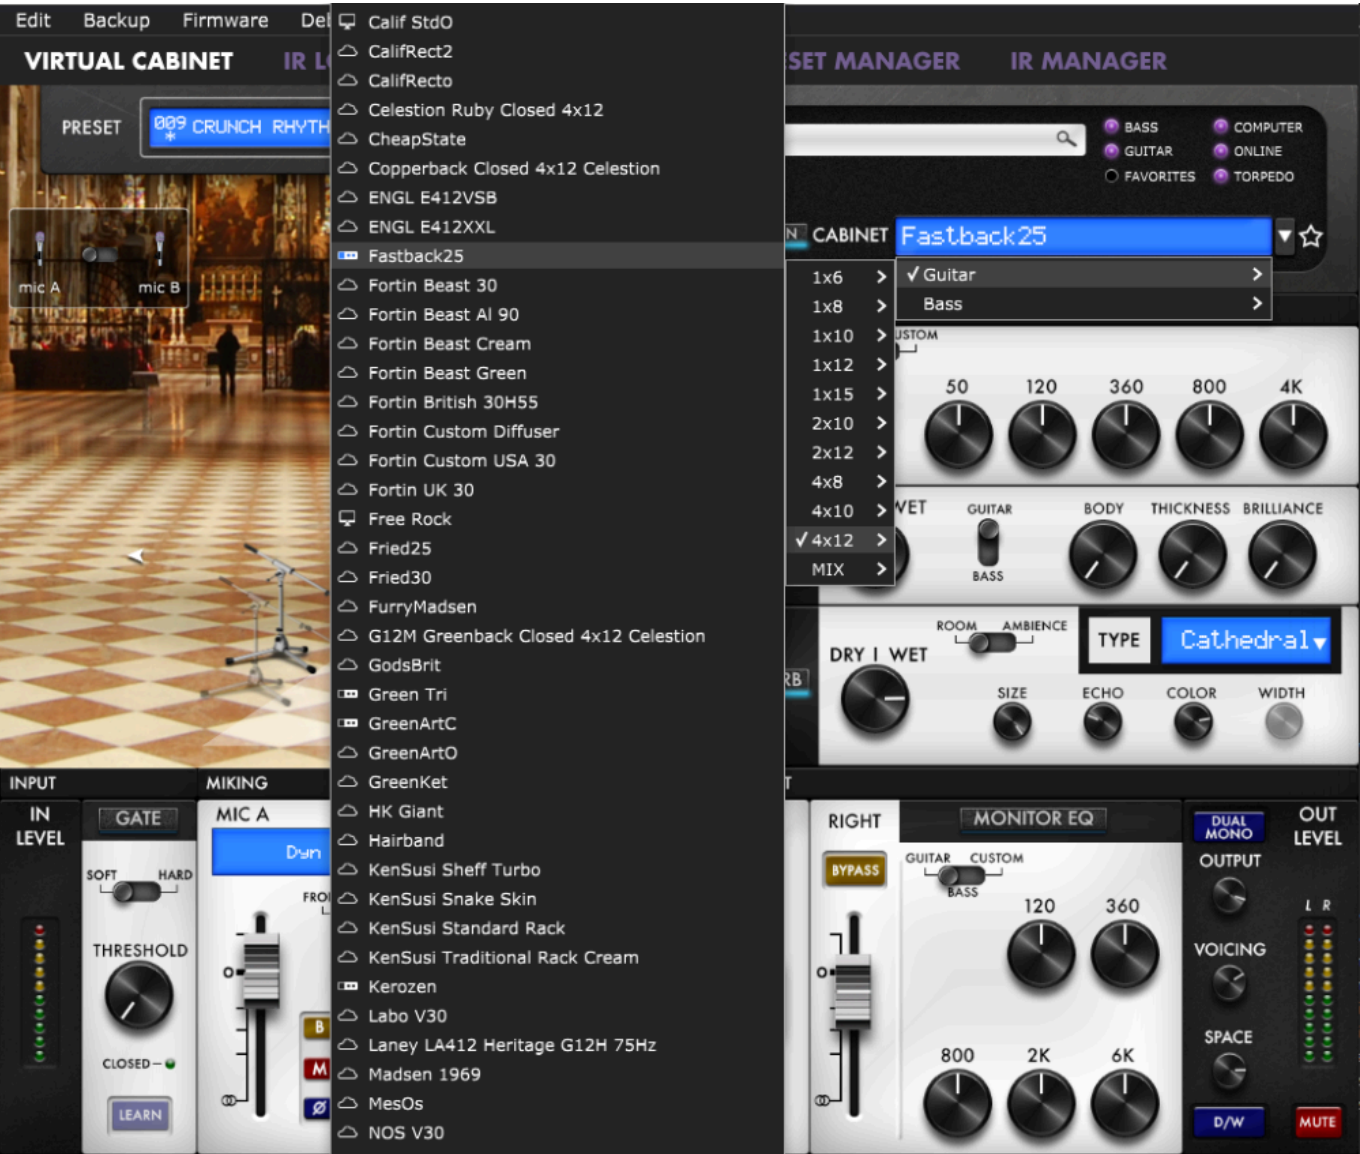 Edit Backup Firmware
VIRTUAL CABINET
MANAGER IR MANAGER
PRESET 009 CRUNCH RHYTH
*
mic A mic B
Calif StdO
CalifRect2
CalifRecto
Celestion Ruby Closed 4x12
CheapState
Copperback Closed 4x12 Celestion
ENGL E412VSB
ENGL E412XXL
Fastback25
Fortin Beast 30
Fortin Beast Al 90
Fortin Beast Cream
Fortin Beast Green
Fortin British 30H55
Fortin Custom Diffuser
Fortin Custom USA 30
Fortin UK 30
Free Rock
Fried25
Fried30
FurryMadsen
G12M Greenback Closed 4x12 Celestion
GodsBrit
Green Tri
GreenArtC
GreenArtO
GreenKet
HK Giant
Hairband
KenSusi Sheff Turbo
KenSusi Snake Skin
KenSusi Standard Rack
KenSusi Traditional Rack Cream
Kerozen
Labo V30
Laney LA412 Heritage G12H 75Hz
Madsen 1969
MesOs
NOS V30
BASS COMPUTER
GUITAR ONLINE
FAVORITES TORPEDO
CABINET Fastback25
1x6
1x8
1x10
1x12
1x15
2x10
2x12
4x8
4x10
✓ 4x12
MIX
✓ Guitar
Bass
USTOM
50 120 360 800 4K
WET GUITAR BODY THICKNESS BRILLIANCE
BASS
ROOM AMBIENCE TYPE Cathedral
DRY | WET
RB
SIZE ECHO COLOR WIDTH
INPUT MIKING
IN LEVEL
GATE
SOFT HARD
THRESHOLD
CLOSED
LEARN
MIC A
Dyn
FRO
B
M
Ø
RIGHT
BYPASS
MONITOR EQ
GUITAR CUSTOM
BASS
120 360
800 2K 6K
DUAL
MONO
OUTPUT
VOICING
SPACE
D/W
OUT
LEVEL
L R
MUTE